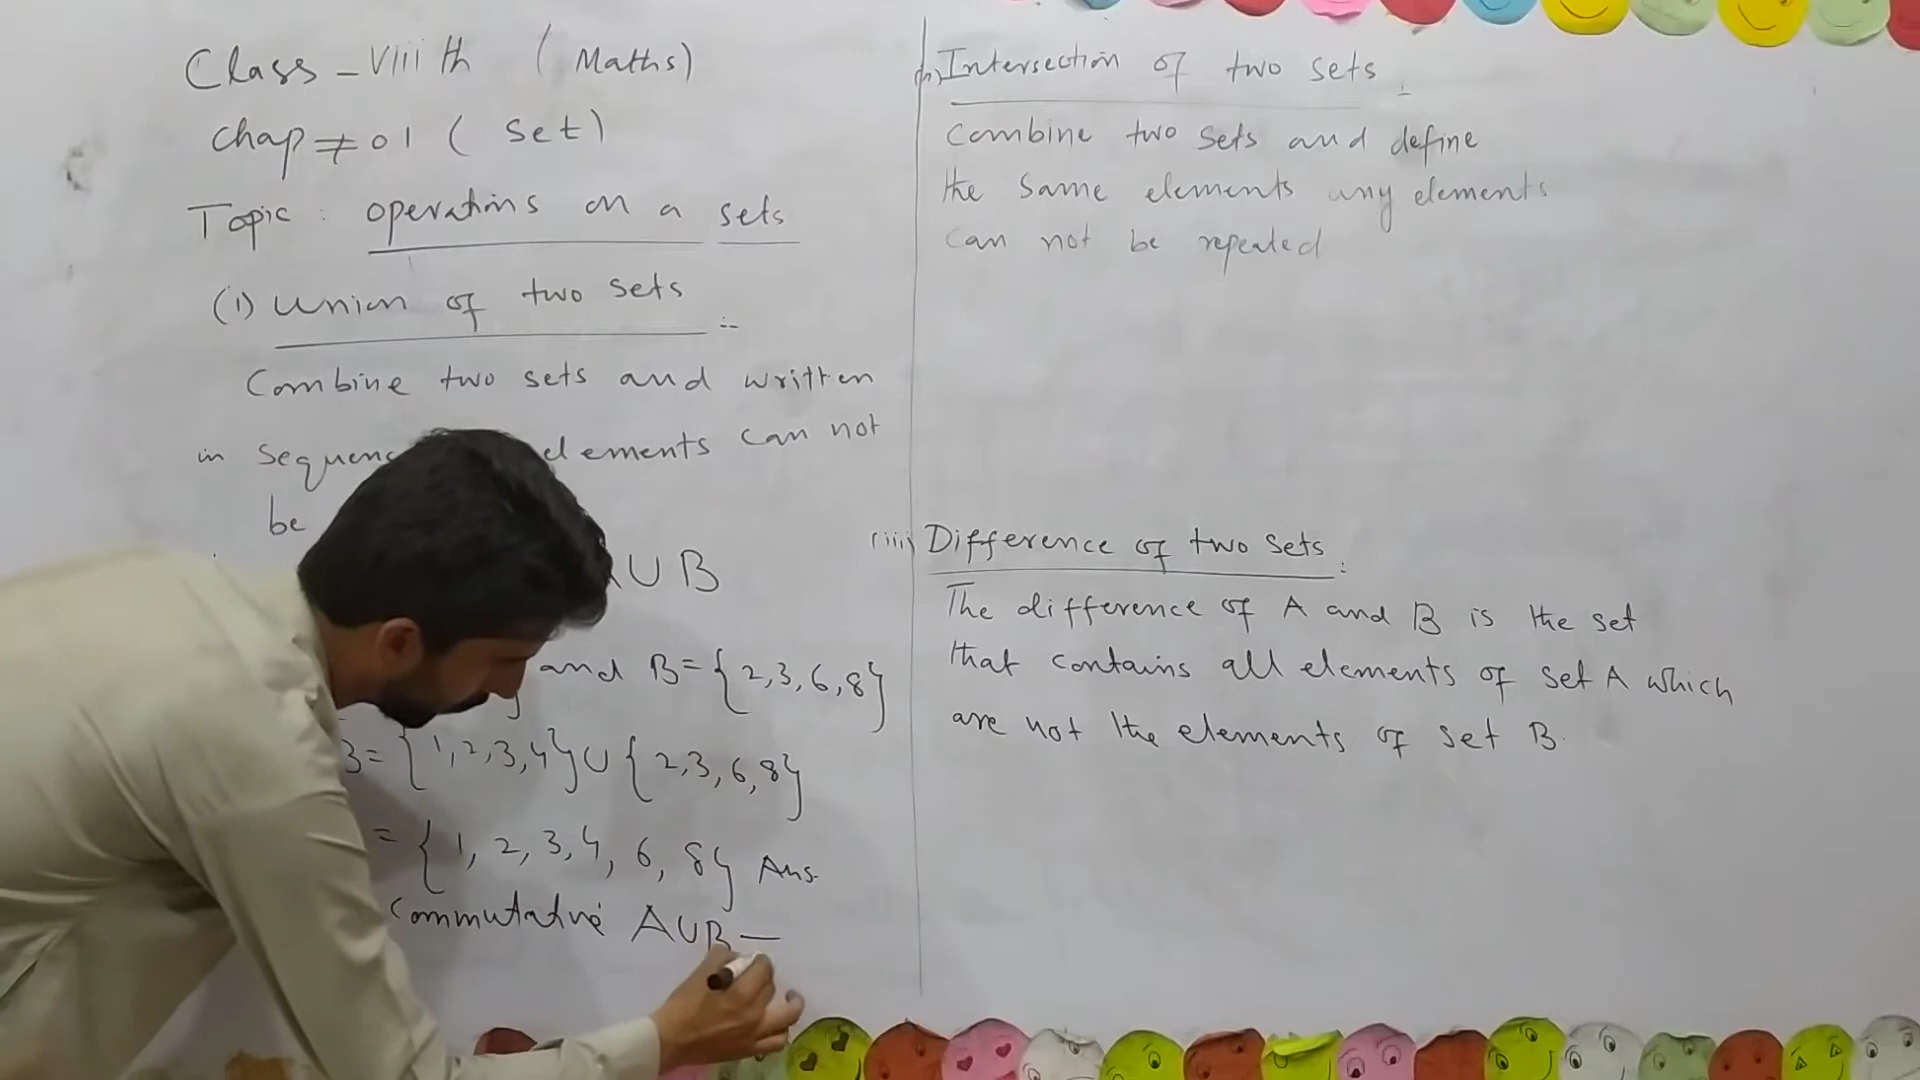 Class - VIII th ( Maths)
chap ≠ 01 ( Set)
Topic : operations on a sets
(i) union of two sets :-
Combine two sets and written
in sequenc elements can not
be
A∪B
and B={2,3,6,8}
B={1,2,3,4}∪{2,3,6,8}
={1,2,3,4,6,8} Ans.
Commutative A∪B —
(ii) Intersection of two sets :
Combine two sets and define
the same elements any elements
can not be repeated
(iii) Difference of two sets :
The difference of A and B is the set
that contains all elements of set A which
are not the elements of set B.